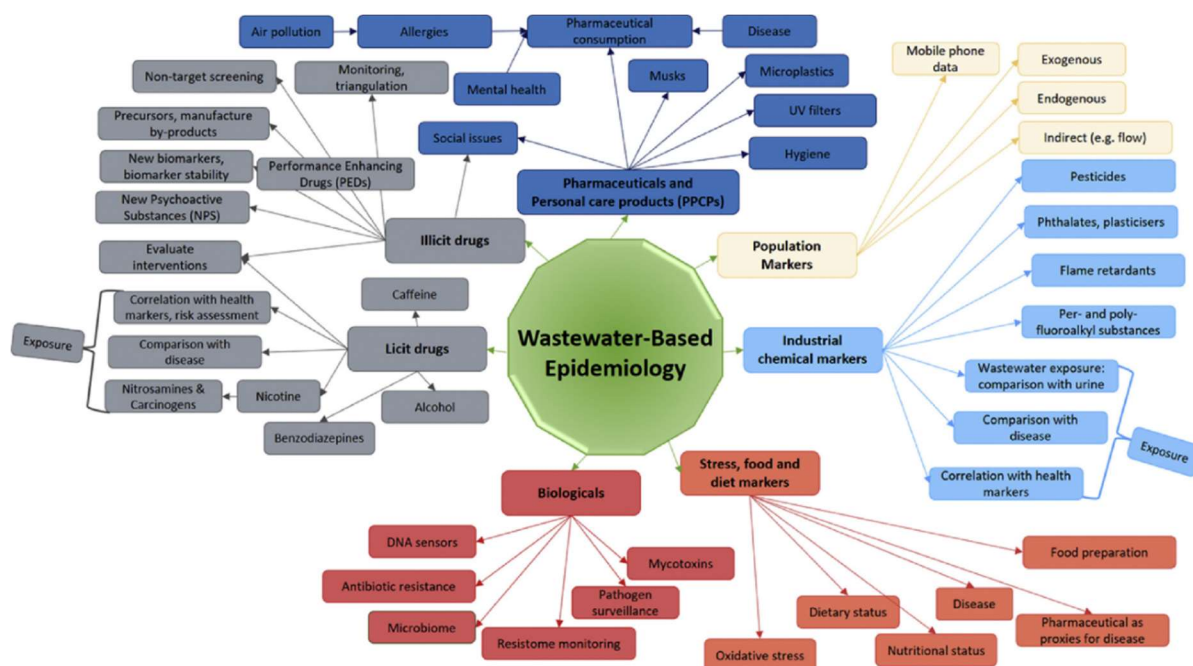 Air pollution
Allergies
Pharmaceutical
consumption
Disease
Mental health
Musks
Microplastics
UV filters
Social issues
Hygiene
Pharmaceuticals and
Personal care products (PPCPs)
Mobile phone
data
Exogenous
Endogenous
Indirect (e.g. flow)
Population
Markers
Non-target screening
Monitoring,
triangulation
Precursors, manufacture
by-products
New biomarkers,
biomarker stability
Performance Enhancing
Drugs (PEDs)
New Psychoactive
Substances (NPS)
Illicit drugs
Evaluate
interventions
Caffeine
Correlation with health
markers, risk assessment
Exposure
Comparison with
disease
Licit drugs
Nitrosamines &
Carcinogens
Nicotine
Alcohol
Benzodiazepines
Wastewater-Based
Epidemiology
Pesticides
Phthalates, plasticisers
Flame retardants
Per- and poly-
fluoroalkyl substances
Industrial
chemical markers
Wastewater exposure:
comparison with urine
Comparison with
disease
Exposure
Correlation with health
markers
Biologicals
DNA sensors
Mycotoxins
Antibiotic resistance
Pathogen
surveillance
Microbiome
Resistome monitoring
Stress, food and
diet markers
Food preparation
Disease
Dietary status
Pharmaceutical as
proxies for disease
Nutritional status
Oxidative stress